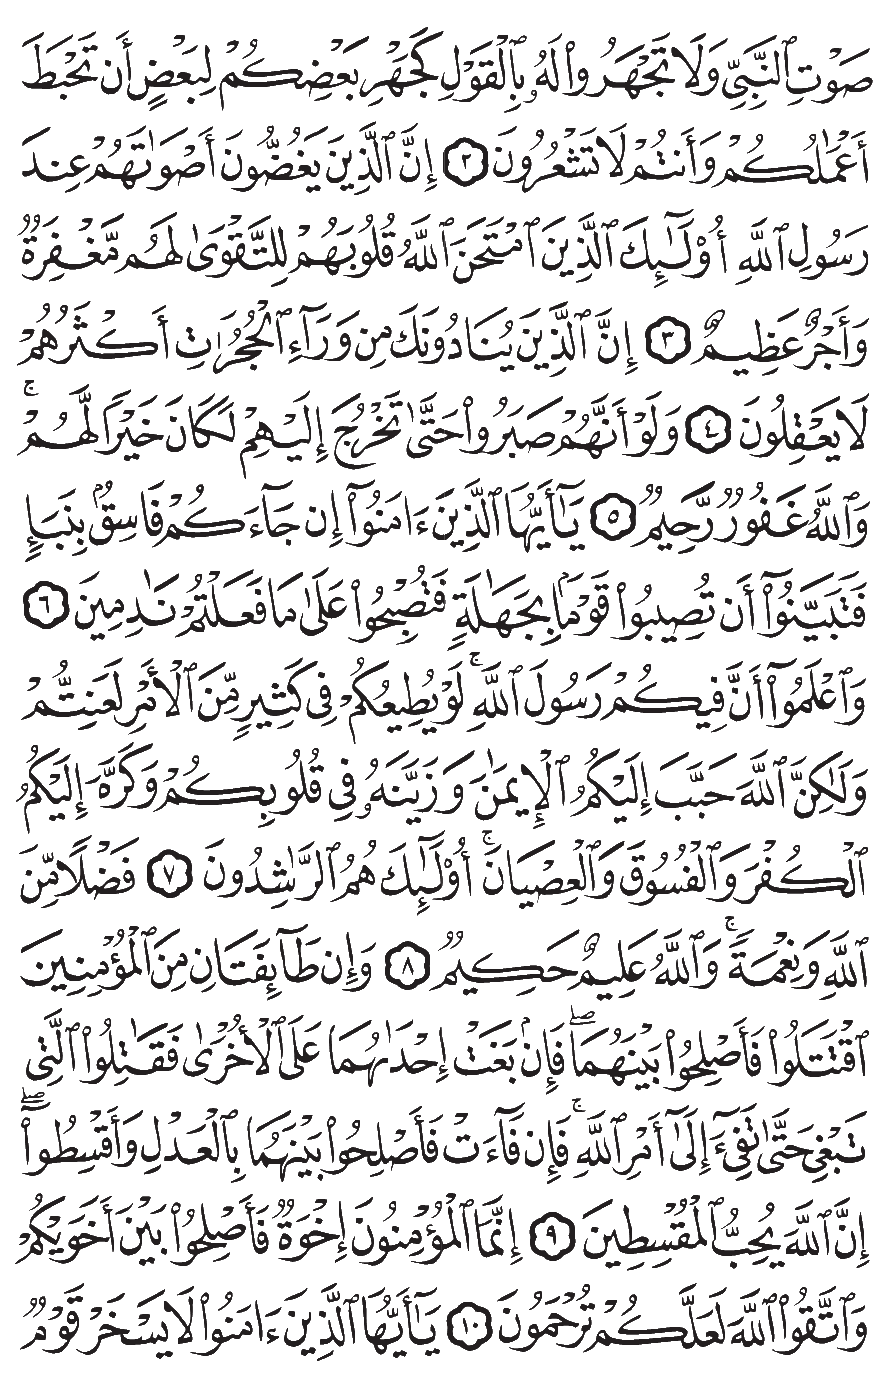 صَوْتِ ٱلنَّبِيِّ وَلَا تَجْهَرُوا۟ لَهُۥ بِٱلْقَوْلِ كَجَهْرِ بَعْضِكُمْ لِبَعْضٍ أَن تَحْبَطَ
أَعْمَٰلُكُمْ وَأَنتُمْ لَا تَشْعُرُونَ ٢ إِنَّ ٱلَّذِينَ يَغُضُّونَ أَصْوَٰتَهُمْ عِندَ
رَسُولِ ٱللَّهِ أُو۟لَٰٓئِكَ ٱلَّذِينَ ٱمْتَحَنَ ٱللَّهُ قُلُوبَهُمْ لِلتَّقْوَىٰ لَهُم مَّغْفِرَةٌ
وَأَجْرٌ عَظِيمٌ ٣ إِنَّ ٱلَّذِينَ يُنَادُونَكَ مِن وَرَآءِ ٱلْحُجُرَٰتِ أَكْثَرُهُمْ
لَا يَعْقِلُونَ ٤ وَلَوْ أَنَّهُمْ صَبَرُوا۟ حَتَّىٰ تَخْرُجَ إِلَيْهِمْ لَكَانَ خَيْرًا لَّهُمْ ۚ
وَٱللَّهُ غَفُورٌ رَّحِيمٌ ٥ يَٰٓأَيُّهَا ٱلَّذِينَ ءَامَنُوٓا۟ إِن جَآءَكُمْ فَاسِقٌۢ بِنَبَإٍ
فَتَبَيَّنُوٓا۟ أَن تُصِيبُوا۟ قَوْمًۢا بِجَهَٰلَةٍ فَتُصْبِحُوا۟ عَلَىٰ مَا فَعَلْتُمْ نَٰدِمِينَ ٦
وَٱعْلَمُوٓا۟ أَنَّ فِيكُمْ رَسُولَ ٱللَّهِ ۚ لَوْ يُطِيعُكُمْ فِى كَثِيرٍ مِّنَ ٱلْأَمْرِ لَعَنِتُّمْ
وَلَٰكِنَّ ٱللَّهَ حَبَّبَ إِلَيْكُمُ ٱلْإِيمَٰنَ وَزَيَّنَهُۥ فِى قُلُوبِكُمْ وَكَرَّهَ إِلَيْكُمُ
ٱلْكُفْرَ وَٱلْفُسُوقَ وَٱلْعِصْيَانَ ۚ أُو۟لَٰٓئِكَ هُمُ ٱلرَّٰشِدُونَ ٧ فَضْلًا مِّنَ
ٱللَّهِ وَنِعْمَةً ۚ وَٱللَّهُ عَلِيمٌ حَكِيمٌ ٨ وَإِن طَآئِفَتَانِ مِنَ ٱلْمُؤْمِنِينَ
ٱقْتَتَلُوا۟ فَأَصْلِحُوا۟ بَيْنَهُمَا ۖ فَإِنۢ بَغَتْ إِحْدَىٰهُمَا عَلَى ٱلْأُخْرَىٰ فَقَٰتِلُوا۟ ٱلَّتِى
تَبْغِى حَتَّىٰ تَفِىٓءَ إِلَىٰٓ أَمْرِ ٱللَّهِ ۚ فَإِن فَآءَتْ فَأَصْلِحُوا۟ بَيْنَهُمَا بِٱلْعَدْلِ وَأَقْسِطُوٓا۟ ۖ
إِنَّ ٱللَّهَ يُحِبُّ ٱلْمُقْسِطِينَ ٩ إِنَّمَا ٱلْمُؤْمِنُونَ إِخْوَةٌ فَأَصْلِحُوا۟ بَيْنَ أَخَوَيْكُمْ
وَٱتَّقُوا۟ ٱللَّهَ لَعَلَّكُمْ تُرْحَمُونَ ١٠ يَٰٓأَيُّهَا ٱلَّذِينَ ءَامَنُوا۟ لَا يَسْخَرْ قَوْمٌ